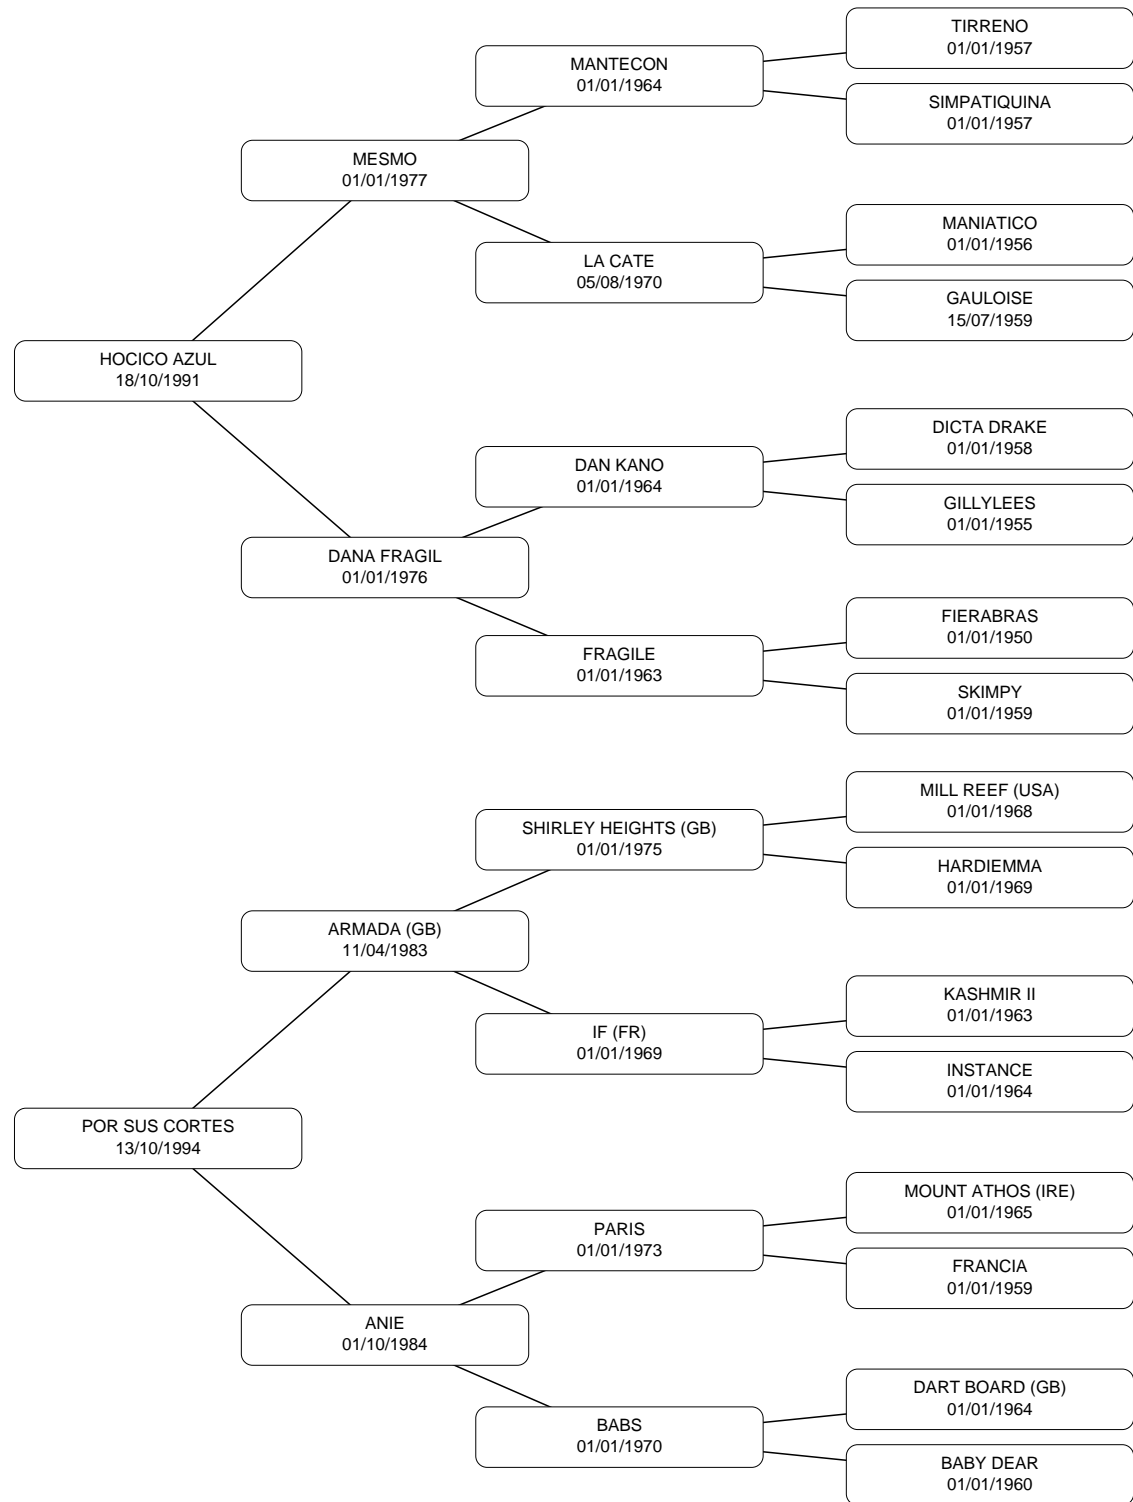 TIRRENO
01/01/1957
MANTECON
01/01/1964
SIMPATIQUINA
01/01/1957
MESMO
01/01/1977
MANIATICO
01/01/1956
LA CATE
05/08/1970
GAULOISE
15/07/1959
HOCICO AZUL
18/10/1991
DICTA DRAKE
01/01/1958
DAN KANO
01/01/1964
GILLYLEES
01/01/1955
DANA FRAGIL
01/01/1976
FIERABRAS
01/01/1950
FRAGILE
01/01/1963
SKIMPY
01/01/1959
MILL REEF (USA)
01/01/1968
SHIRLEY HEIGHTS (GB)
01/01/1975
HARDIEMMA
01/01/1969
ARMADA (GB)
11/04/1983
KASHMIR II
01/01/1963
IF (FR)
01/01/1969
INSTANCE
01/01/1964
POR SUS CORTES
13/10/1994
MOUNT ATHOS (IRE)
01/01/1965
PARIS
01/01/1973
FRANCIA
01/01/1959
ANIE
01/10/1984
DART BOARD (GB)
01/01/1964
BABS
01/01/1970
BABY DEAR
01/01/1960